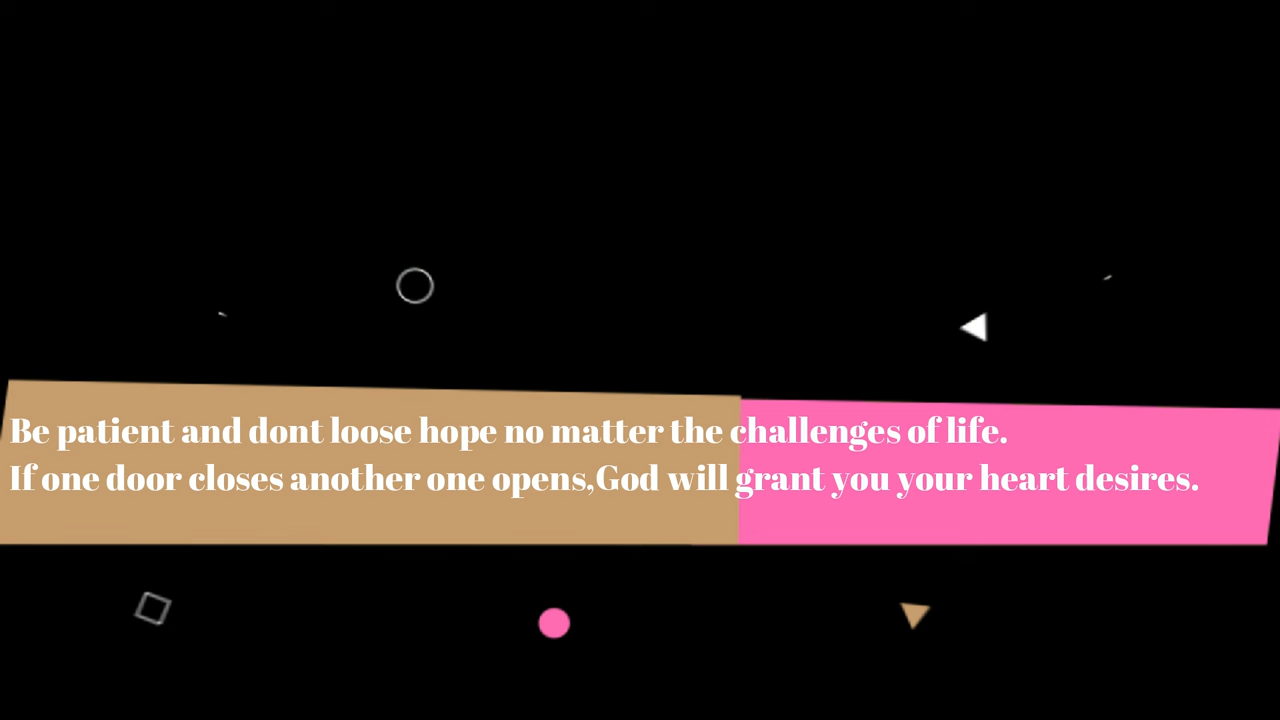 Be patient and dont loose hope no matter the challenges of life.
If one door closes another one opens,God will grant you your heart desires.